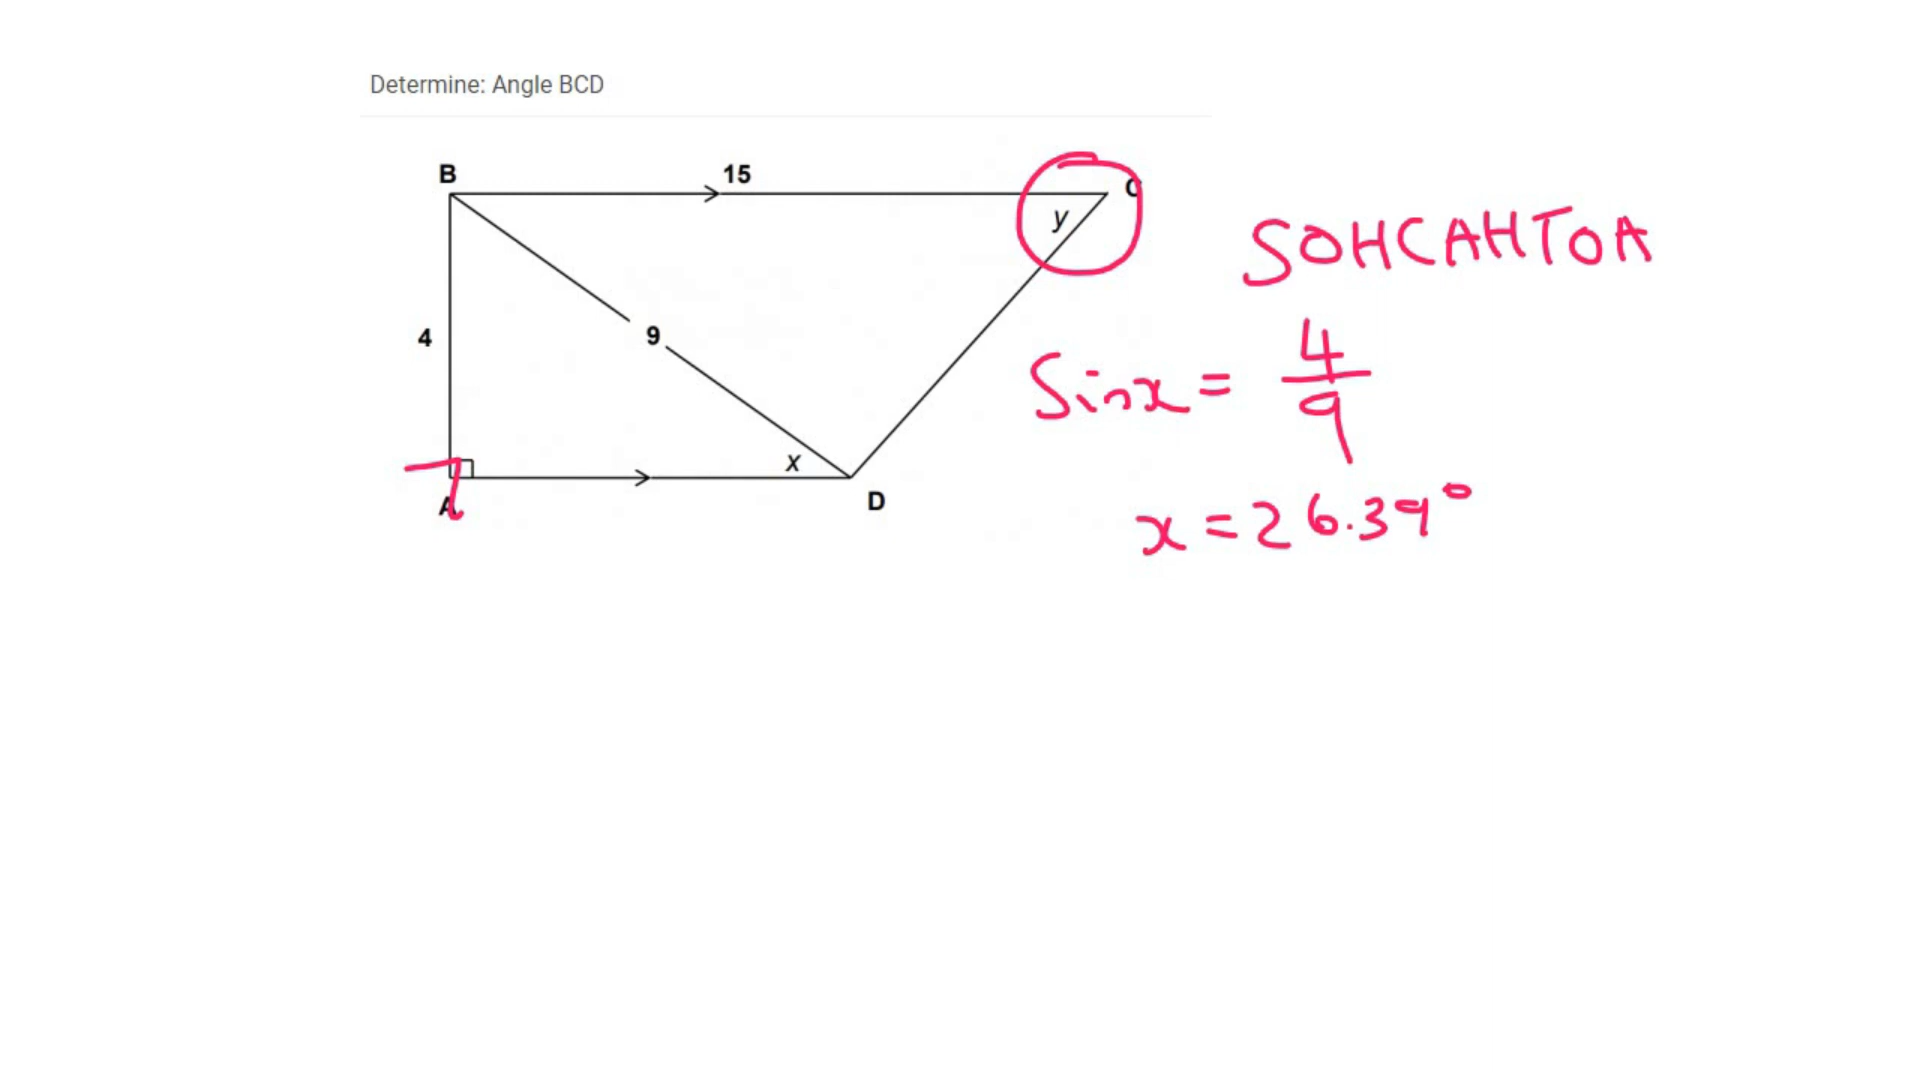 Determine: Angle BCD
B 15 C
y
SOHCAHTOA
4 9
Sinx = 4/9
x
A D
x = 26.39°